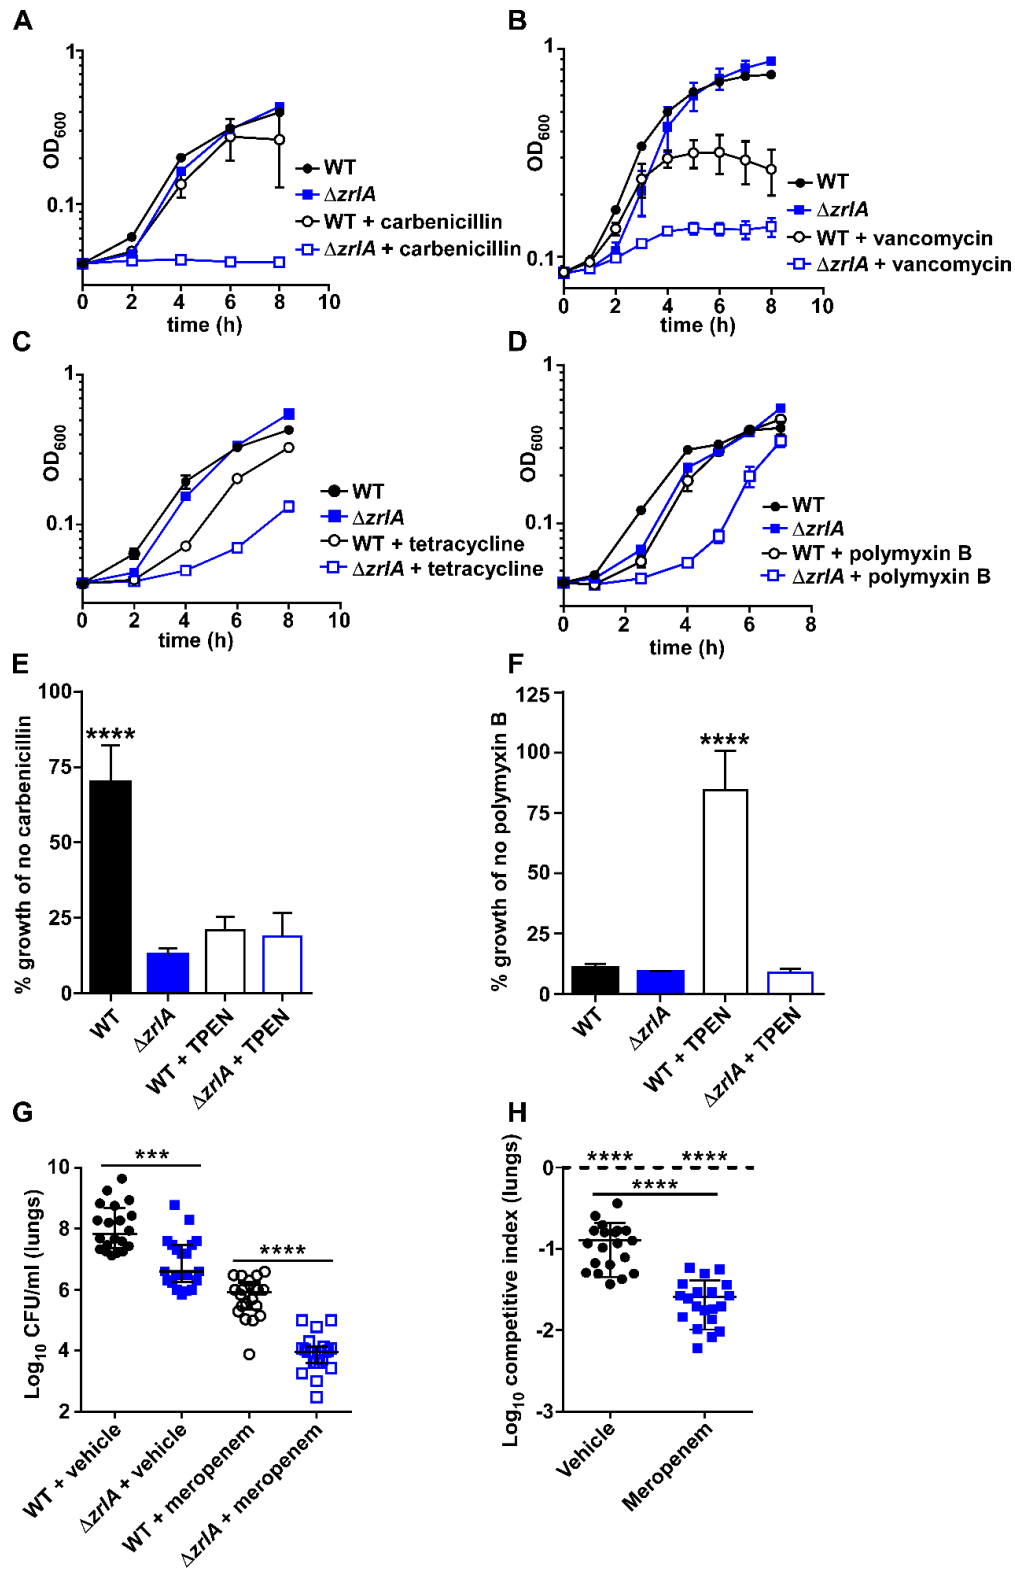 A
1
0.1
OD600
0 2 4 6 8 10
time (h)
WT
ΔzrlA
WT + carbenicillin
ΔzrlA + carbenicillin
B
1
0.1
OD600
0 2 4 6 8 10
time (h)
WT
ΔzrlA
WT + vancomycin
ΔzrlA + vancomycin
C
1
0.1
OD600
0 2 4 6 8 10
time (h)
WT
ΔzrlA
WT + tetracycline
ΔzrlA + tetracycline
D
1
0.1
OD600
0 2 4 6 8
time (h)
WT
ΔzrlA
WT + polymyxin B
ΔzrlA + polymyxin B
E
% growth of no carbenicillin
100
75
50
25
0
****
WT
ΔzrlA
WT + TPEN
ΔzrlA + TPEN
F
% growth of no polymyxin B
125
100
75
50
25
0
****
WT
ΔzrlA
WT + TPEN
ΔzrlA + TPEN
G
Log10 CFU/ml (lungs)
10
8
6
4
2
***
****
WT + vehicle
ΔzrlA + vehicle
WT + meropenem
ΔzrlA + meropenem
H
Log10 competitive index (lungs)
0
-1
-2
-3
**** ****
****
Vehicle
Meropenem